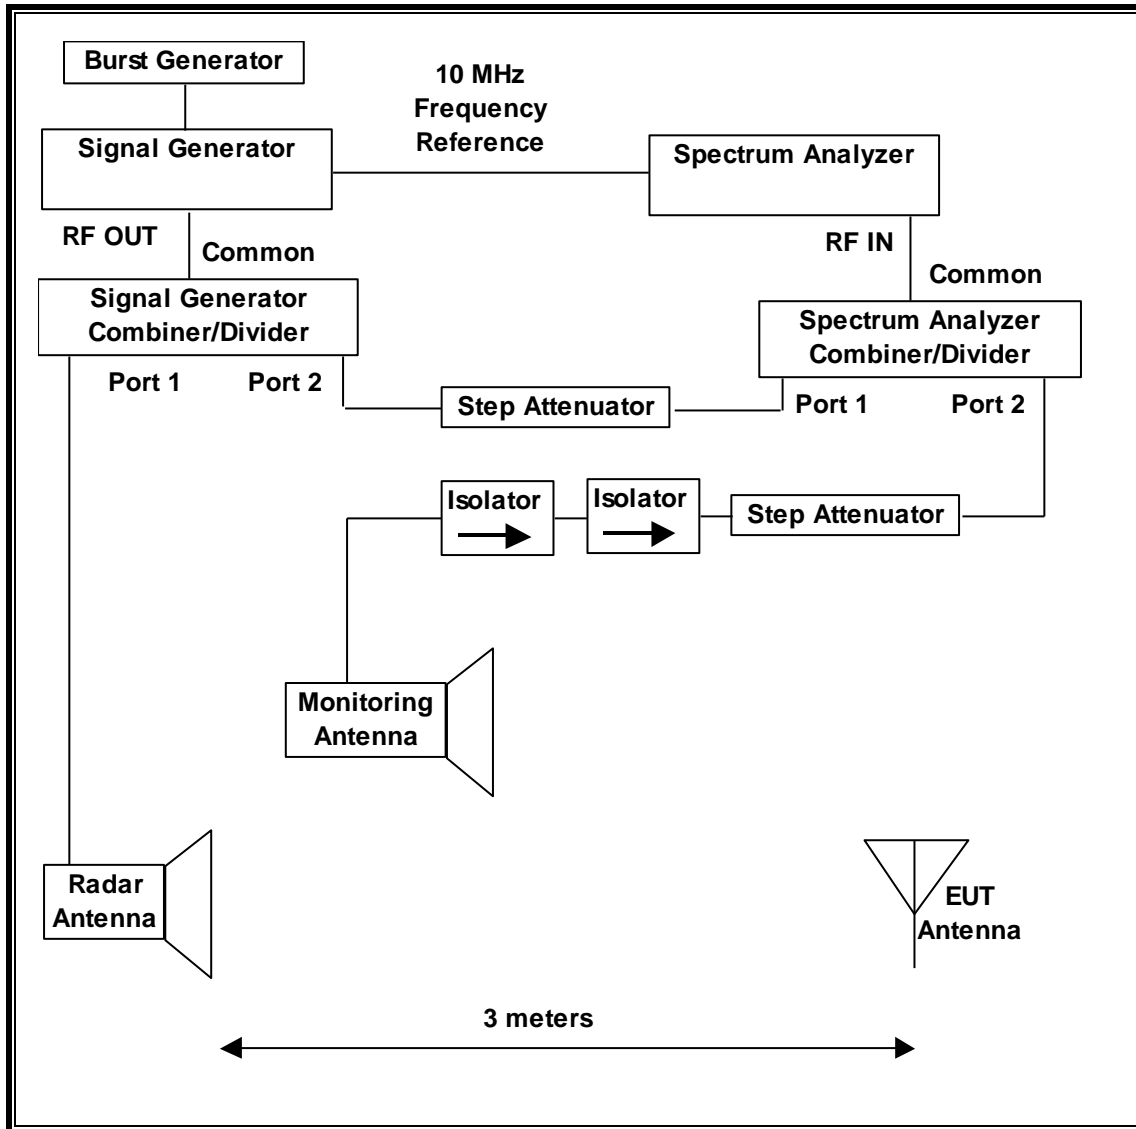 Burst Generator
10 MHz
Frequency
Reference
Signal Generator
Spectrum Analyzer
RF OUT
Common
RF IN
Common
Signal Generator
Combiner/Divider
Spectrum Analyzer
Combiner/Divider
Port 1
Port 2
Step Attenuator
Port 1
Port 2
Isolator
Isolator
Step Attenuator
Monitoring
Antenna
Radar
Antenna
EUT
Antenna
3 meters